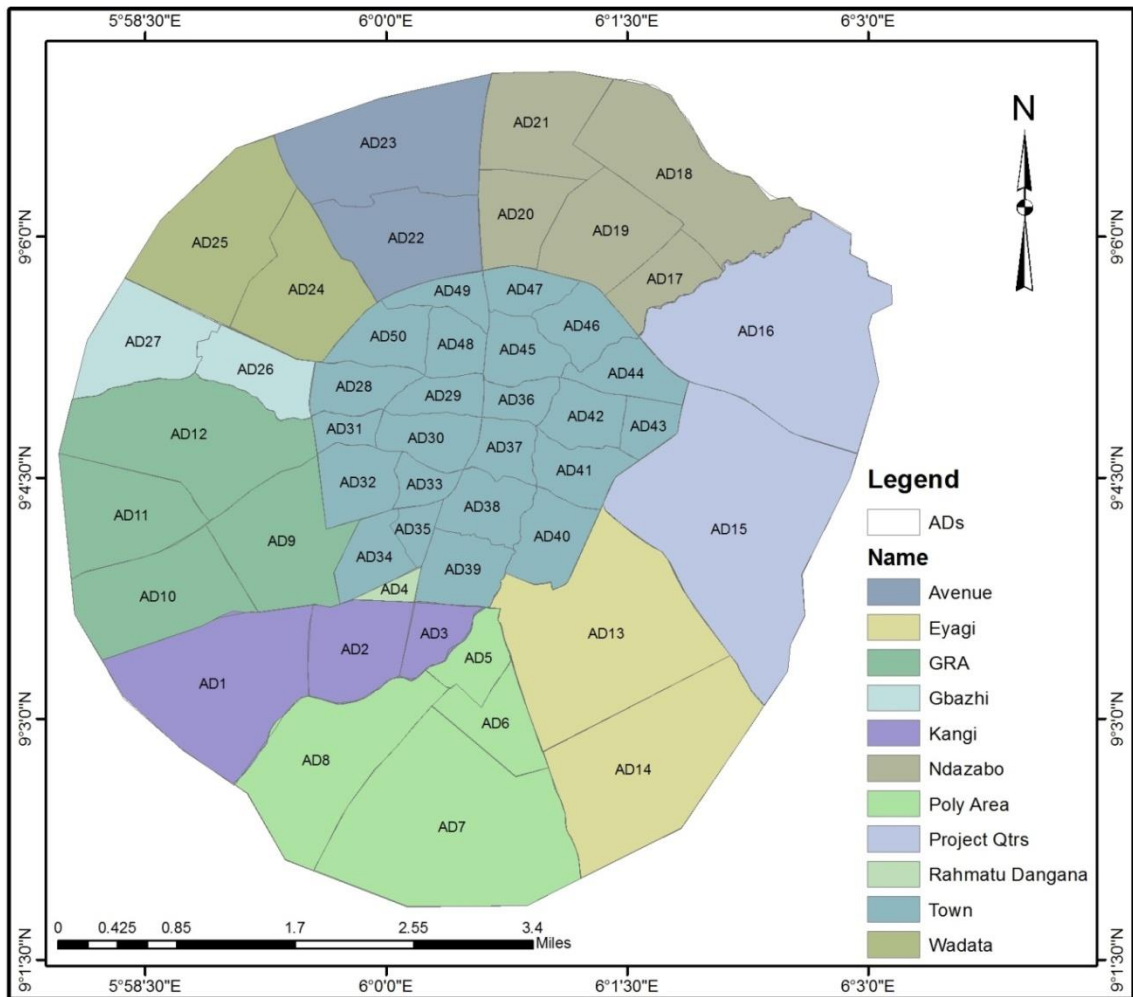 5°58'30"E 6°0'0"E 6°1'30"E 6°3'0"E
N
AD21
AD23
AD18
AD20
AD19
AD22
AD25
9°6'0"N 9°6'0"N
AD17
AD24
AD49 AD47
AD46
AD16
AD27
AD50 AD48 AD45
AD26
AD44
AD28
AD29 AD36
AD42 AD43
AD31 AD30
AD12
AD37
AD41
AD32 AD33
9°4'30"N 9°4'30"N
Legend
AD38
AD11
ADs
AD35
AD15
AD9
AD40
Name
AD34
AD39
AD4
Avenue
AD10
Eyagi
AD3
AD13
AD2
GRA
AD5
AD1
Gbazhi
9°3'0"N 9°3'0"N
AD6
Kangi
AD8
AD14
Ndazabo
Poly Area
AD7
Project Qtrs
Rahmatu Dangana
Town
0 0.425 0.85 1.7 2.55 3.4
Miles
Wadata
9°1'30"N 9°1'30"N
5°58'30"E 6°0'0"E 6°1'30"E 6°3'0"E